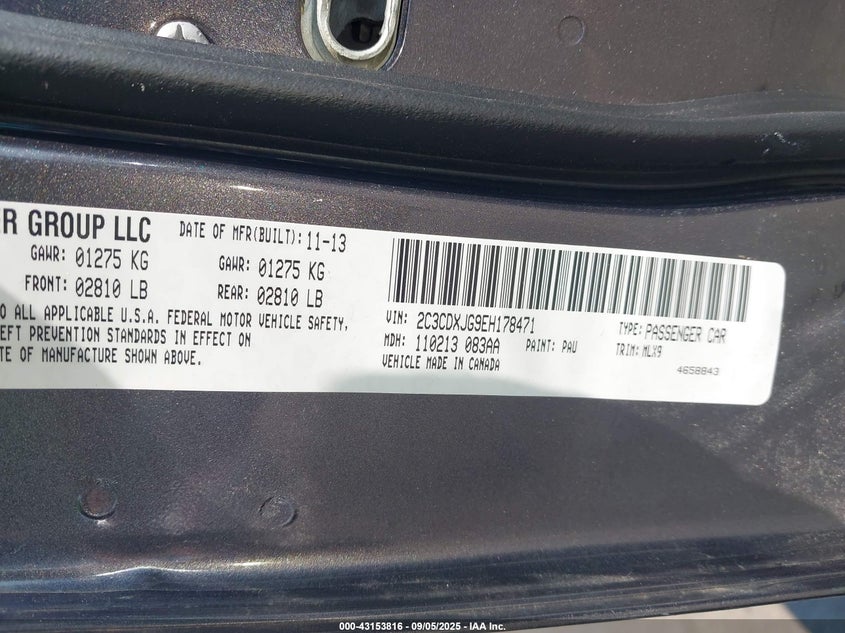 R GROUP LLC
DATE OF MFR(BUILT): 11-13
GAWR: 01275 KG
GAWR: 01275 KG
FRONT: 02810 LB
REAR: 02810 LB
O ALL APPLICABLE U.S.A. FEDERAL MOTOR VEHICLE SAFETY,
EFT PREVENTION STANDARDS IN EFFECT ON
TE OF MANUFACTURE SHOWN ABOVE.
VIN: 2C3CDXJG9EH178471
TYPE: PASSENGER CAR
MDH: 110213 083AA
PAINT: PAU
TRIM: MLX9
VEHICLE MADE IN CANADA
4658843
000-43153816 - 09/05/2025 - IAA Inc.